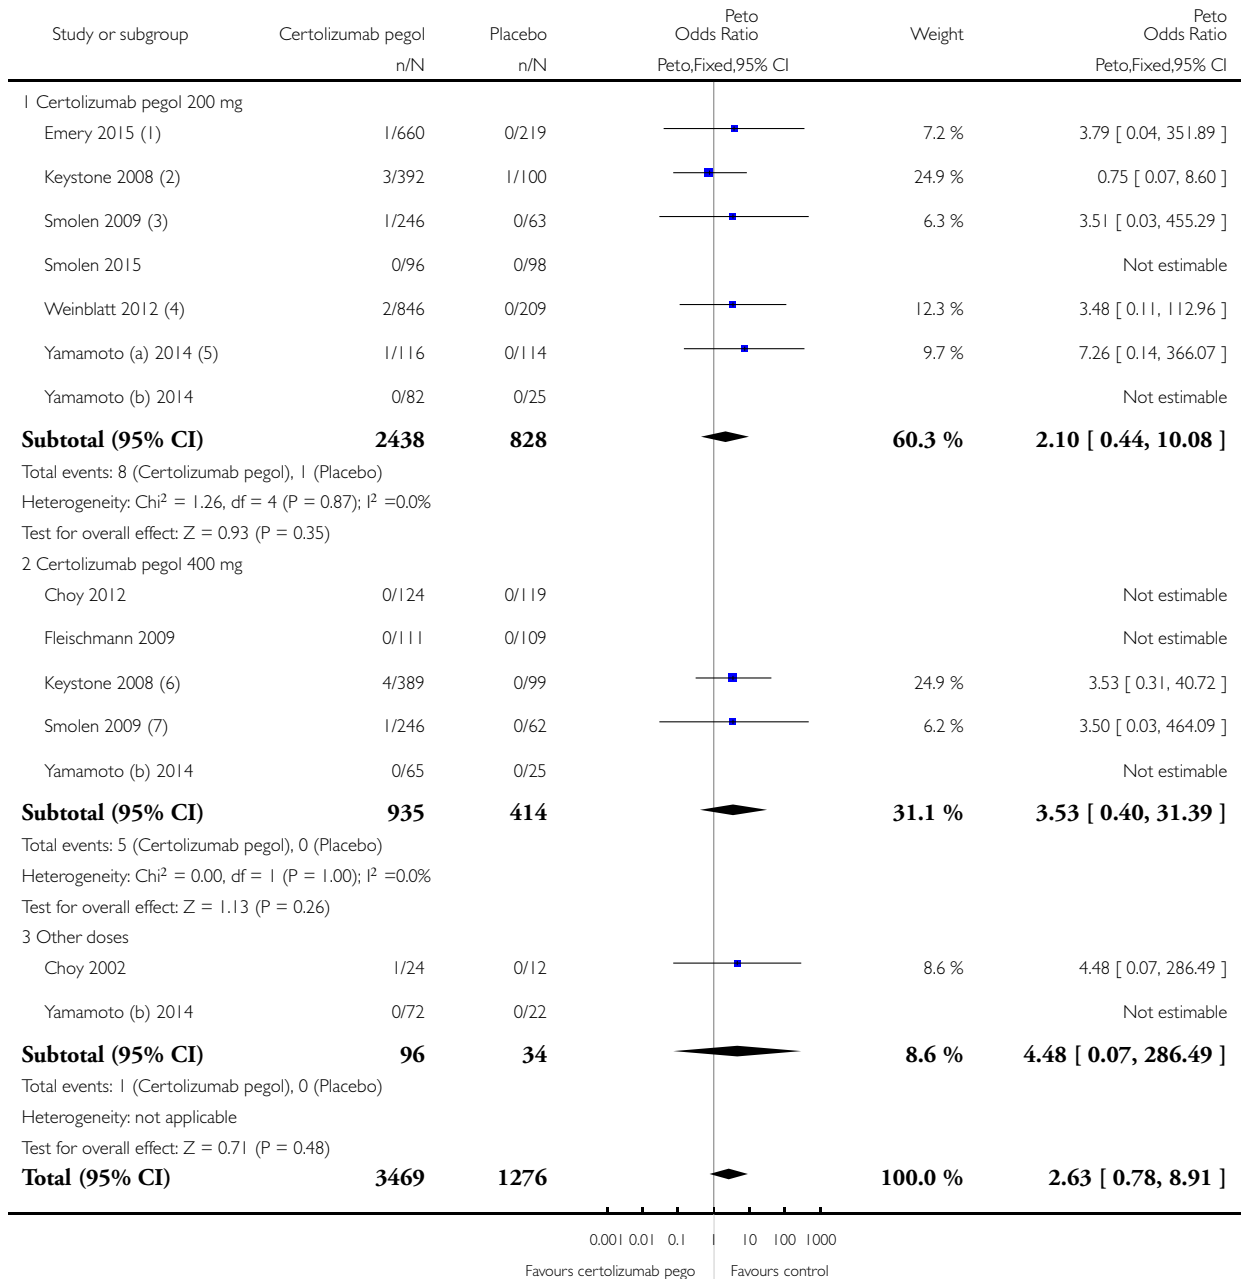 Study or subgroup Certolizumab pegol Placebo Peto Odds Ratio Weight Peto Odds Ratio
n/N n/N Peto,Fixed,95% CI Peto,Fixed,95% CI
1 Certolizumab pegol 200 mg
Emery 2015 (1) 1/660 0/219 7.2 % 3.79 [ 0.04, 351.89 ]
Keystone 2008 (2) 3/392 1/100 24.9 % 0.75 [ 0.07, 8.60 ]
Smolen 2009 (3) 1/246 0/63 6.3 % 3.51 [ 0.03, 455.29 ]
Smolen 2015 0/96 0/98 Not estimable
Weinblatt 2012 (4) 2/846 0/209 12.3 % 3.48 [ 0.11, 112.96 ]
Yamamoto (a) 2014 (5) 1/116 0/114 9.7 % 7.26 [ 0.14, 366.07 ]
Yamamoto (b) 2014 0/82 0/25 Not estimable
Subtotal (95% CI) 2438 828 60.3 % 2.10 [ 0.44, 10.08 ]
Total events: 8 (Certolizumab pegol), 1 (Placebo)
Heterogeneity: Chi² = 1.26, df = 4 (P = 0.87); I² =0.0%
Test for overall effect: Z = 0.93 (P = 0.35)
2 Certolizumab pegol 400 mg
Choy 2012 0/124 0/119 Not estimable
Fleischmann 2009 0/111 0/109 Not estimable
Keystone 2008 (6) 4/389 0/99 24.9 % 3.53 [ 0.31, 40.72 ]
Smolen 2009 (7) 1/246 0/62 6.2 % 3.50 [ 0.03, 464.09 ]
Yamamoto (b) 2014 0/65 0/25 Not estimable
Subtotal (95% CI) 935 414 31.1 % 3.53 [ 0.40, 31.39 ]
Total events: 5 (Certolizumab pegol), 0 (Placebo)
Heterogeneity: Chi² = 0.00, df = 1 (P = 1.00); I² =0.0%
Test for overall effect: Z = 1.13 (P = 0.26)
3 Other doses
Choy 2002 1/24 0/12 8.6 % 4.48 [ 0.07, 286.49 ]
Yamamoto (b) 2014 0/72 0/22 Not estimable
Subtotal (95% CI) 96 34 8.6 % 4.48 [ 0.07, 286.49 ]
Total events: 1 (Certolizumab pegol), 0 (Placebo)
Heterogeneity: not applicable
Test for overall effect: Z = 0.71 (P = 0.48)
Total (95% CI) 3469 1276 100.0 % 2.63 [ 0.78, 8.91 ]
0.001 0.01 0.1 1 10 100 1000
Favours certolizumab pego Favours control